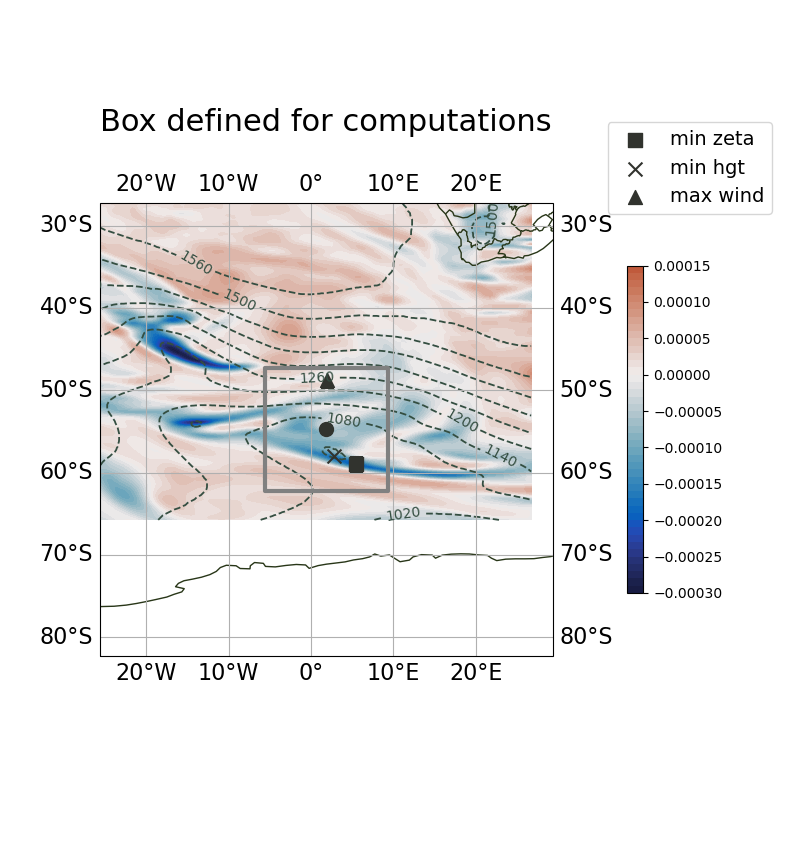 Box defined for computations
min zeta
min hgt
max wind
20°W 10°W 0° 10°E 20°E
30°S 30°S
40°S 40°S
50°S 50°S
60°S 60°S
70°S 70°S
80°S 80°S
20°W 10°W 0° 10°E 20°E
1560
1500
1500
1260
1080
1200
1140
1020
0.00015
0.00010
0.00005
0.00000
−0.00005
−0.00010
−0.00015
−0.00020
−0.00025
−0.00030